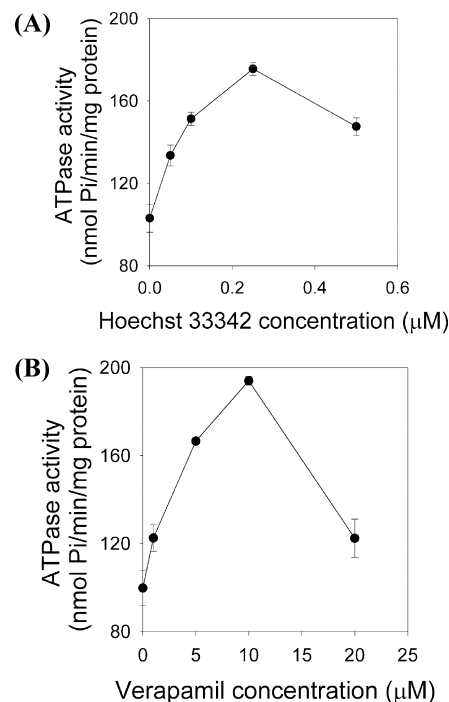 (A)
ATPase activity
(nmol Pi/min/mg protein)
200
160
120
80
0.0 0.2 0.4 0.6
Hoechst 33342 concentration (μM)
(B)
ATPase activity
(nmol Pi/min/mg protein)
200
160
120
80
0 5 10 15 20 25
Verapamil concentration (μM)